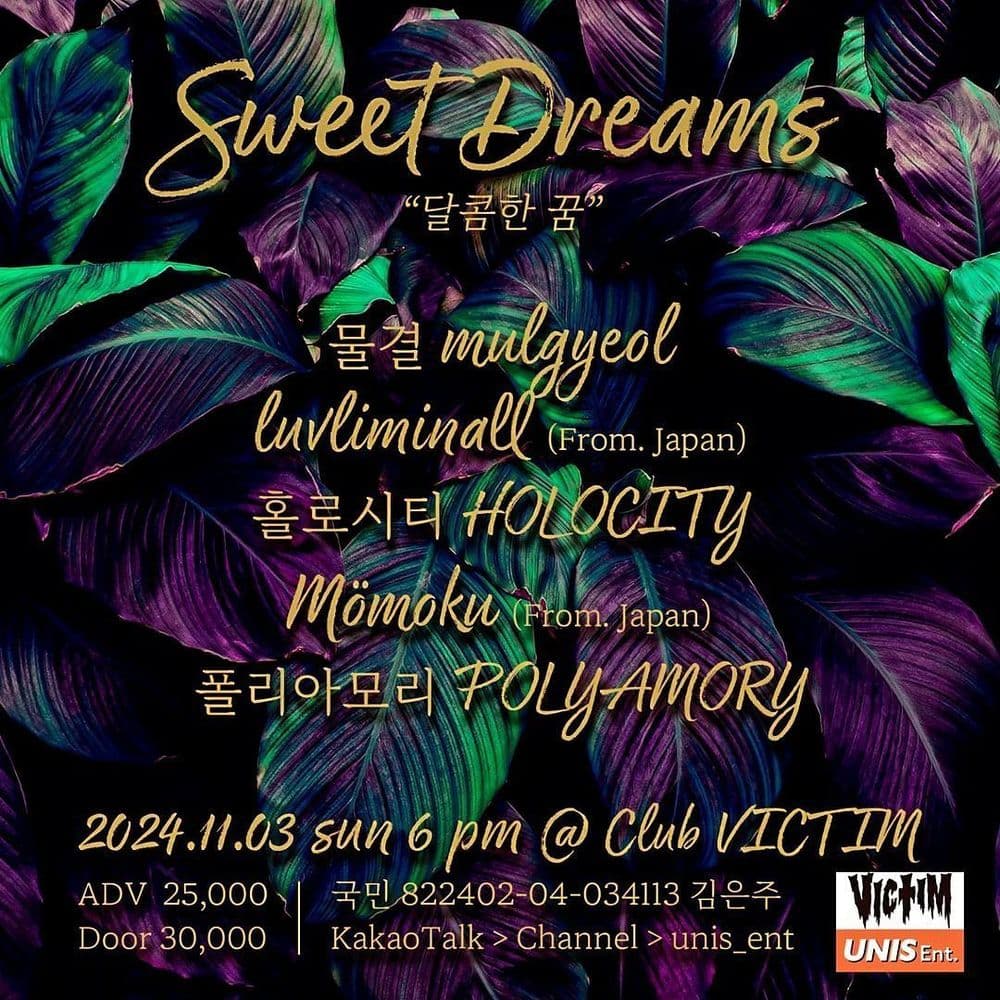 Sweet Dreams
“달콤한 꿈”
물결 mulgyeol
luvliminall (From. Japan)
홀로시티 HOLOCITY
Mömoku (From. Japan)
폴리아모리 POLYAMORY
2024.11.03 sun 6 pm @ Club VICTIM
ADV 25,000
Door 30,000
국민 822402-04-034113 김은주
KakaoTalk > Channel > unis_ent
VICTIM
UNIS Ent.